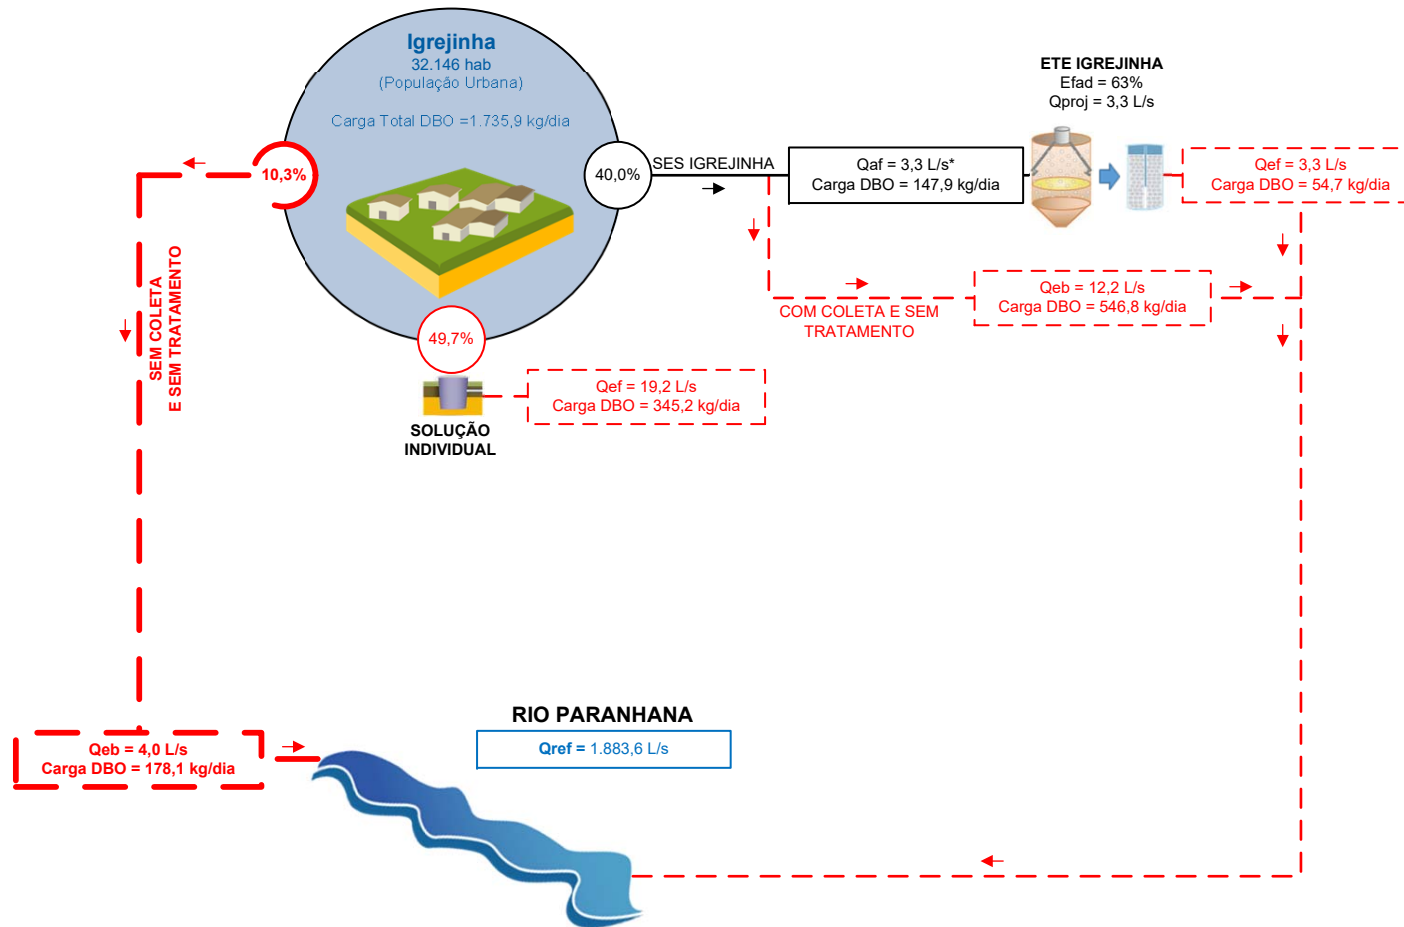 Igrejinha
32.146 hab
(População Urbana)
Carga Total DBO =1.735,9 kg/dia
10,3%
40,0%
49,7%
SES IGREJINHA
Qaf = 3,3 L/s*
Carga DBO = 147,9 kg/dia
ETE IGREJINHA
Efad = 63%
Qproj = 3,3 L/s
Qef = 3,3 L/s
Carga DBO = 54,7 kg/dia
COM COLETA E SEM
TRATAMENTO
Qeb = 12,2 L/s
Carga DBO = 546,8 kg/dia
SEM COLETA
E SEM TRATAMENTO
Qef = 19,2 L/s
Carga DBO = 345,2 kg/dia
SOLUÇÃO
INDIVIDUAL
Qeb = 4,0 L/s
Carga DBO = 178,1 kg/dia
RIO PARANHANA
Qref = 1.883,6 L/s